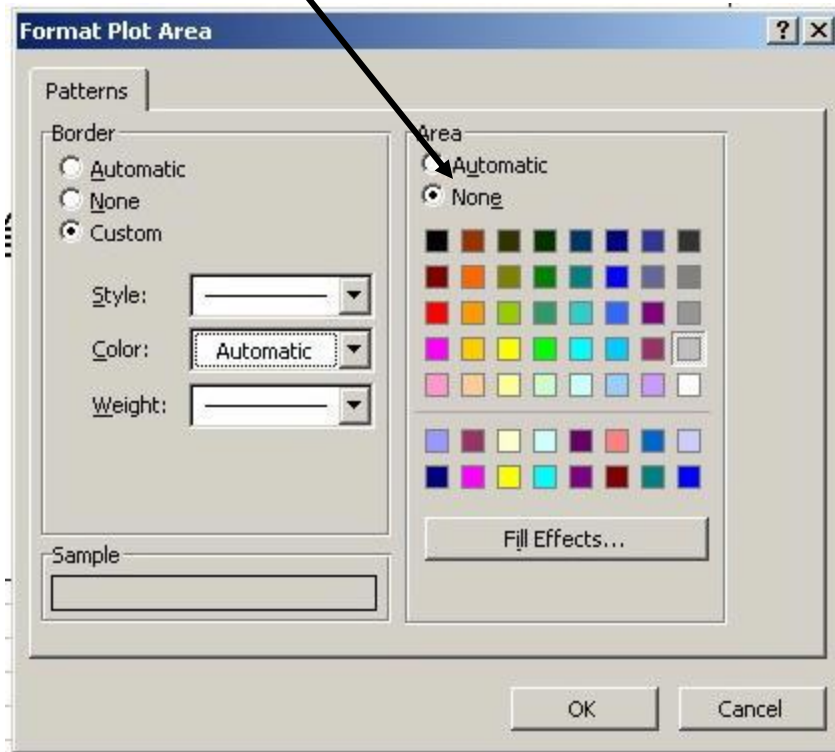 Format Plot Area
Patterns
Border
Automatic
None
Custom
Style:
Color: Automatic
Weight:
Sample
Area
Automatic
None
Fill Effects...
OK Cancel